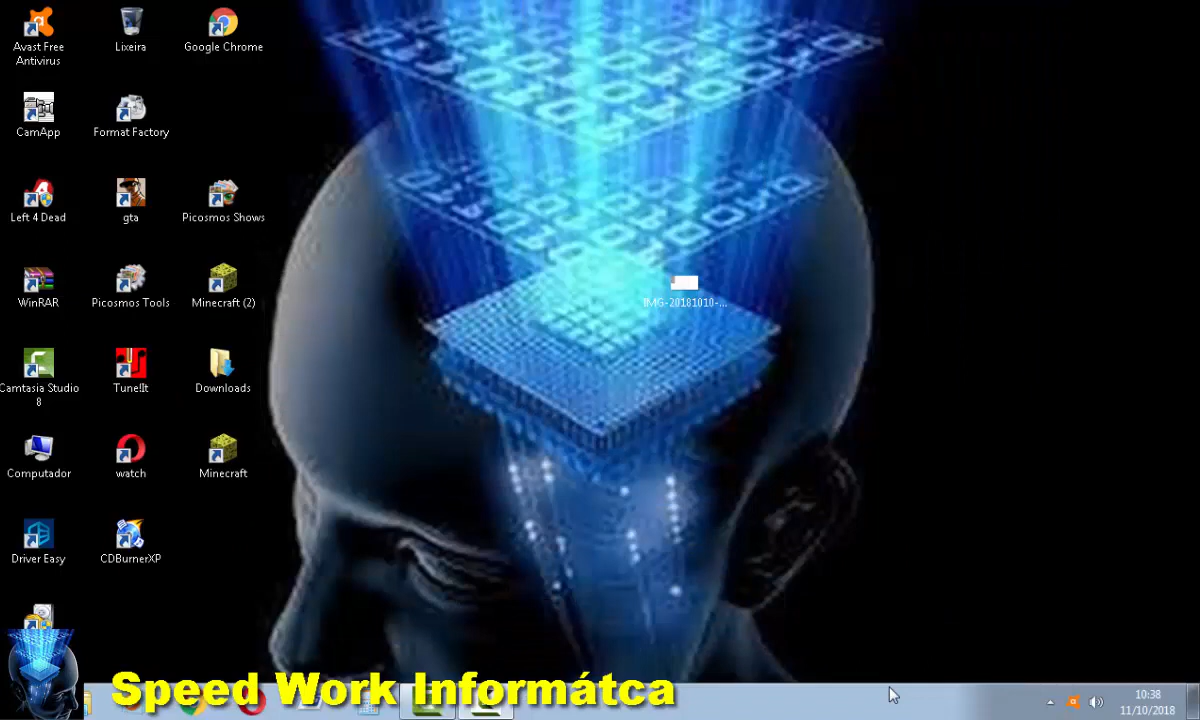 Avast Free
Antivirus
Lixeira
Google Chrome
CamApp
Format Factory
Left 4 Dead
gta
Picosmos Shows
WinRAR
Picosmos Tools
Minecraft (2)
IMG-20181010-...
Camtasia Studio
8
Tune!It
Downloads
Computador
watch
Minecraft
Driver Easy
CDBurnerXP
Speed Work Informátca
10:38
11/10/2018